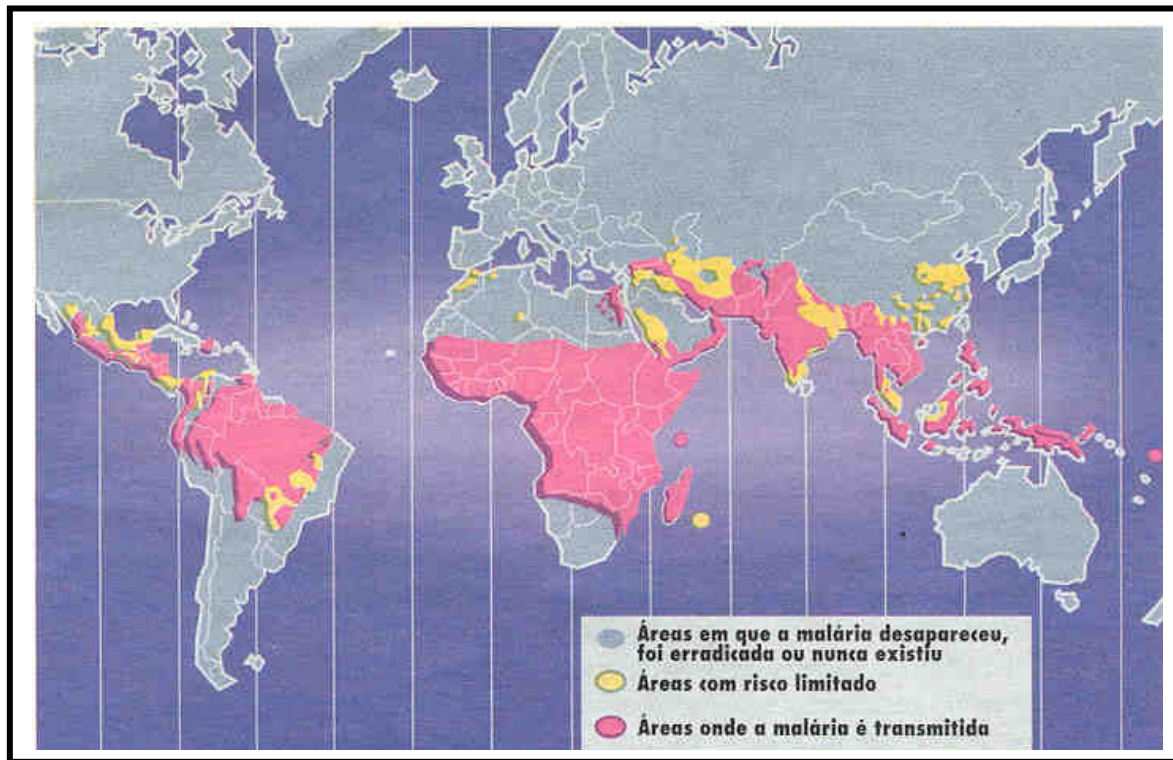 Áreas em que a malária desapareceu,
foi erradicada ou nunca existiu
Áreas com risco limitado
Áreas onde a malária é transmitida